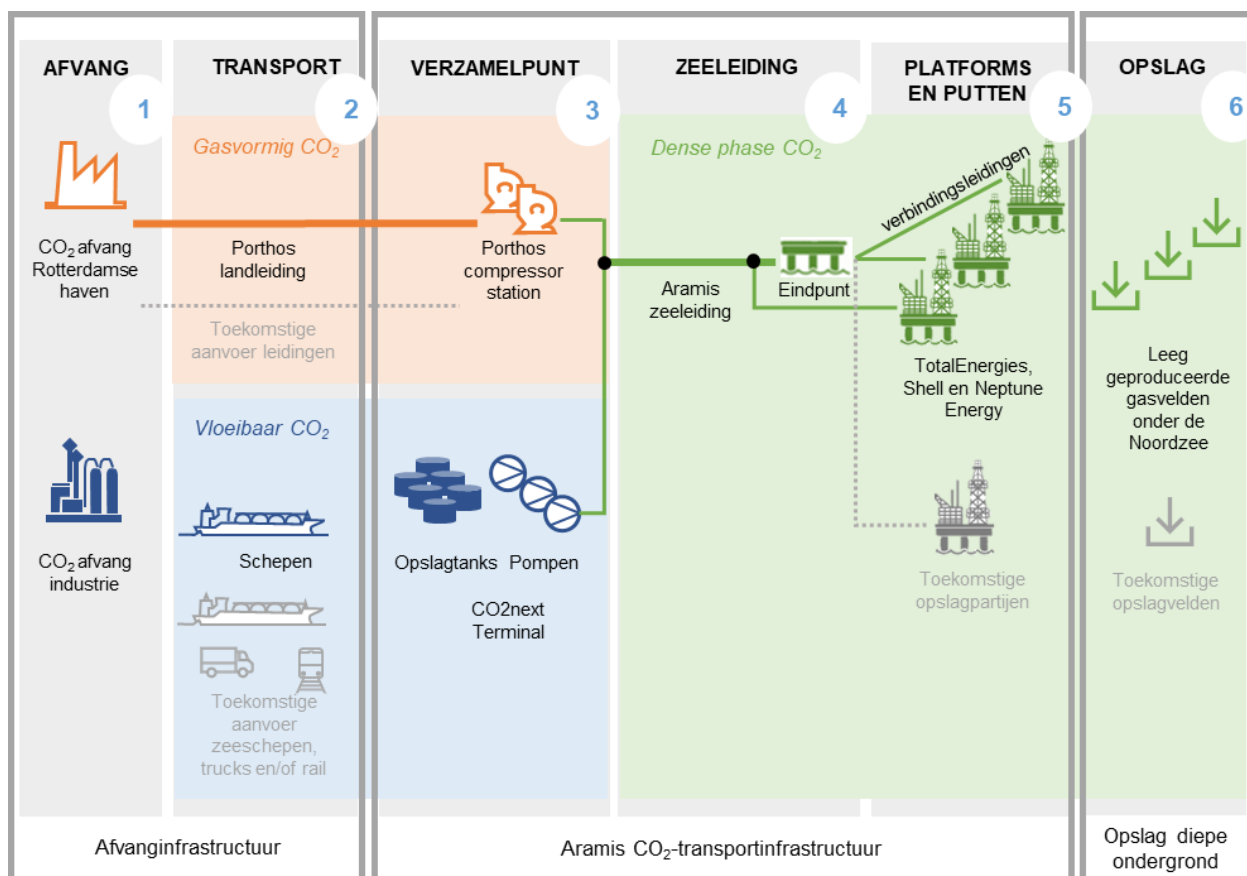 AFVANG
1
TRANSPORT
2
VERZAMELPUNT
3
ZEELEIDING
4
PLATFORMS
EN PUTTEN
5
OPSLAG
6
Gasvormig CO₂
Dense phase CO₂
verbindingsleidingen
CO₂ afvang
Rotterdamse
haven
Porthos
landleiding
Porthos
compressor
station
Aramis
zeeleiding
Eindpunt
Toekomstige
aanvoer leidingen
TotalEnergies,
Shell en Neptune
Energy
Leeg
geproduceerde
gasvelden
onder de
Noordzee
Vloeibaar CO₂
CO₂ afvang
industrie
Schepen
Opslagtanks
Pompen
CO2next
Terminal
Toekomstige
opslagpartijen
Toekomstige
opslagvelden
Toekomstige
aanvoer
zeeschepen,
trucks en/of rail
Afvanginfrastructuur
Aramis CO₂-transportinfrastructuur
Opslag diepe
ondergrond